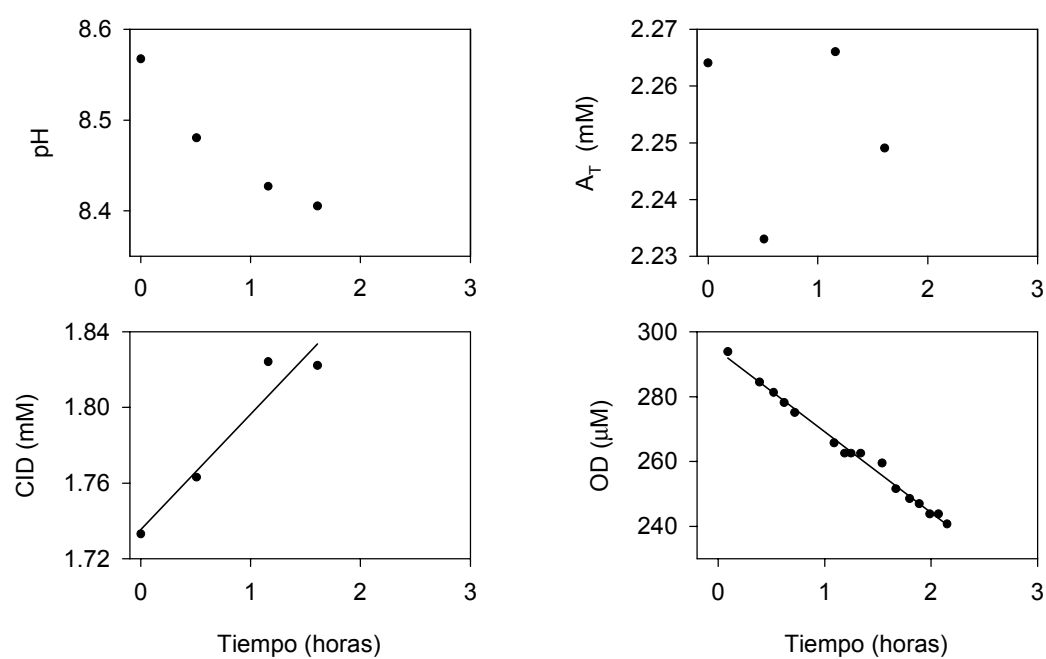 8.6
8.5
8.4
pH
0 1 2 3
2.27
2.26
2.25
2.24
2.23
A_T (mM)
0 1 2 3
1.84
1.80
1.76
1.72
CID (mM)
0 1 2 3
Tiempo (horas)
300
280
260
240
OD (μM)
0 1 2 3
Tiempo (horas)